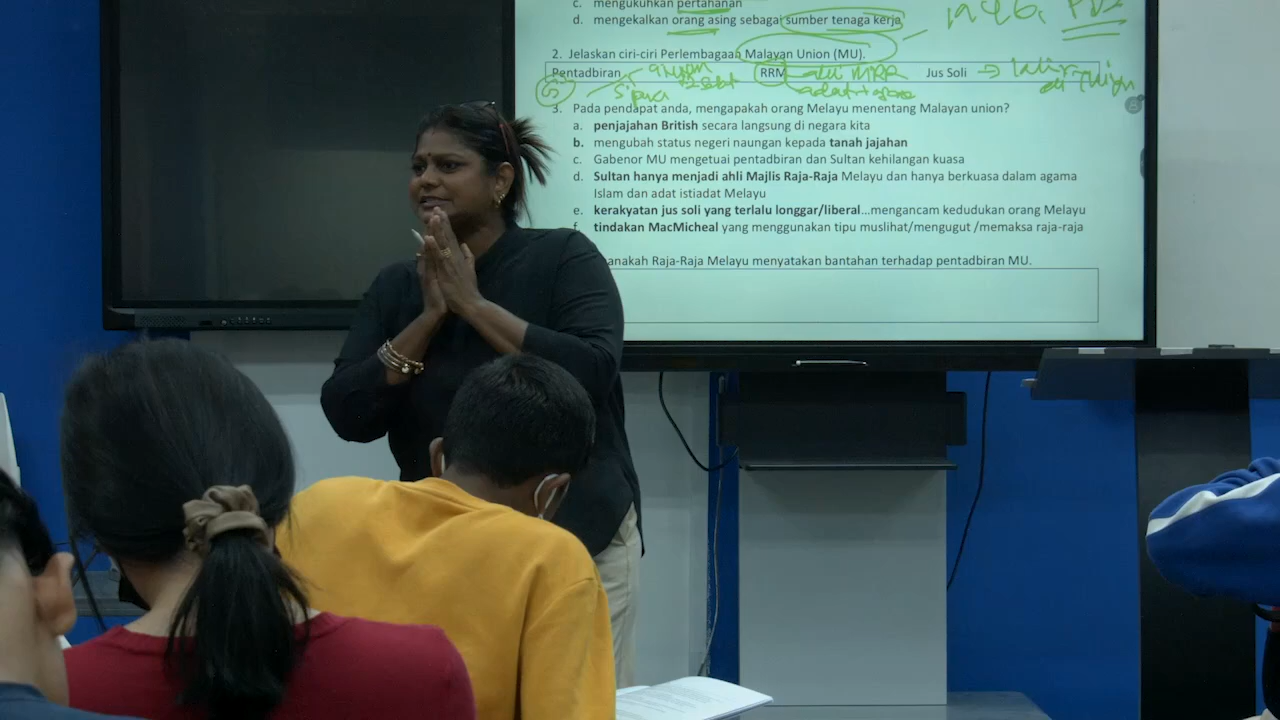 c. mengukuhkan pertahanan
d. mengekalkan orang asing sebagai sumber tenaga kerja
2. Jelaskan ciri-ciri Perlembagaan Malayan Union (MU).
Pentadbiran RRM Jus Soli
3. Pada pendapat anda, mengapakah orang Melayu menentang Malayan union?
a. penjajahan British secara langsung di negara kita
b. mengubah status negeri naungan kepada tanah jajahan
c. Gabenor MU mengetuai pentadbiran dan Sultan kehilangan kuasa
d. Sultan hanya menjadi ahli Majlis Raja-Raja Melayu dan hanya berkuasa dalam agama
Islam dan adat istiadat Melayu
e. kerakyatan jus soli yang terlalu longgar/liberal...mengancam kedudukan orang Melayu
f. tindakan MacMicheal yang menggunakan tipu muslihat/mengugut /memaksa raja-raja
Raja-Raja Melayu menyatakan bantahan terhadap pentadbiran MU.